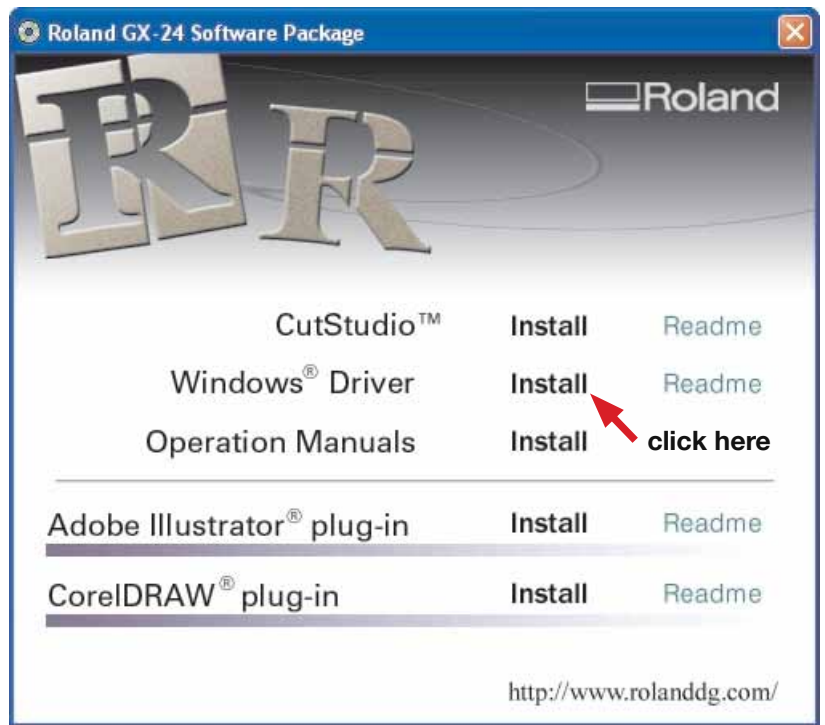 Roland GX-24 Software Package
Roland
R R
CutStudio™ Install Readme
Windows® Driver Install Readme
Operation Manuals Install click here
Adobe Illustrator® plug-in Install Readme
CorelDRAW® plug-in Install Readme
http://www.rolanddg.com/